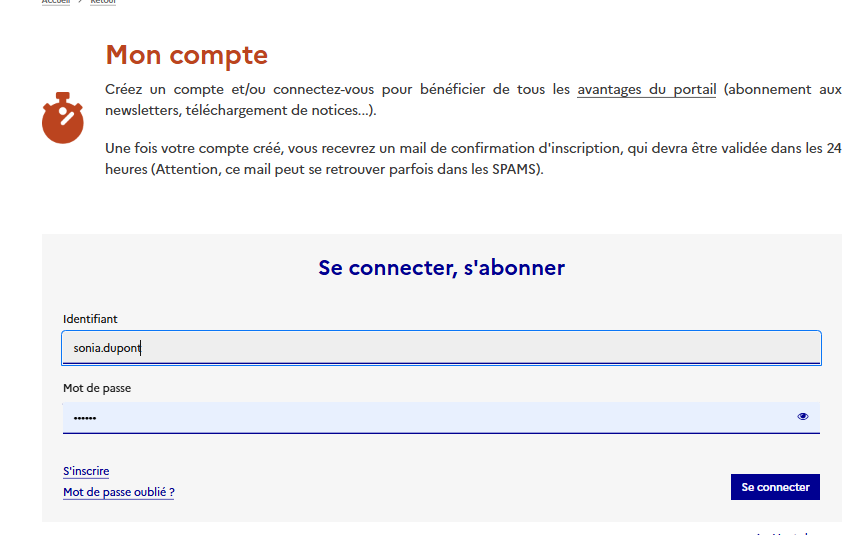 Accueil > Retour
Mon compte
Créez un compte et/ou connectez-vous pour bénéficier de tous les avantages du portail (abonnement aux
newsletters, téléchargement de notices...).
Une fois votre compte créé, vous recevrez un mail de confirmation d'inscription, qui devra être validée dans les 24
heures (Attention, ce mail peut se retrouver parfois dans les SPAMS).
Se connecter, s'abonner
Identifiant
sonia.dupont
Mot de passe
••••••
S'inscrire
Mot de passe oublié ?
Se connecter